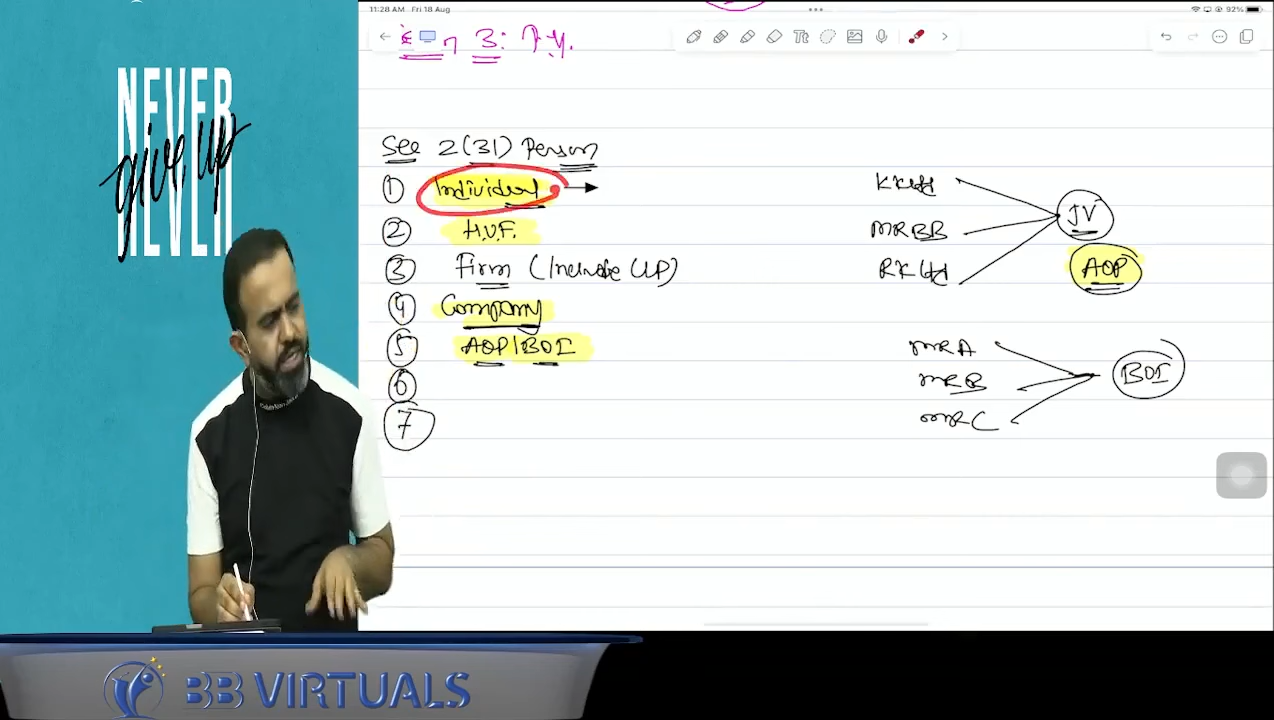 11:28 AM Fri 18 Aug
92%
3: P.Y.
NEVER
give up
NEVER
See 2(31) Person
① Individual →
② H.U.F.
③ Firm (Include LLP)
④ Company
⑤ AOP/BOI
⑥
⑦
KK Ltd
MR BB
RK Ltd
JV
AOP
MR A
MR B
MR C
BOI
BB VIRTUALS